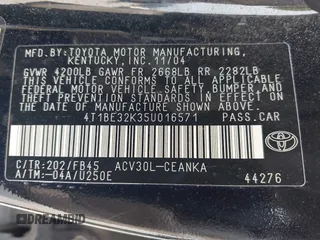 MFD.BY:TOYOTA MOTOR MANUFACTURING,
KENTUCKY,INC.11/04
GVWR 4200LB GAWR FR 2668LB RR 2282LB
THIS VEHICLE CONFORMS TO ALL APPLICABLE
FEDERAL MOTOR VEHICLE SAFETY, BUMPER, AND
THEFT PREVENTION STANDARDS IN EFFECT ON
THE DATE OF MANUFACTURE SHOWN ABOVE.
4T1BE32K35U016571 PASS.CAR
C/TR:202/FB45 ACV30L-CEANKA
A/TM:-04A/U250E
44276
TOYOTA